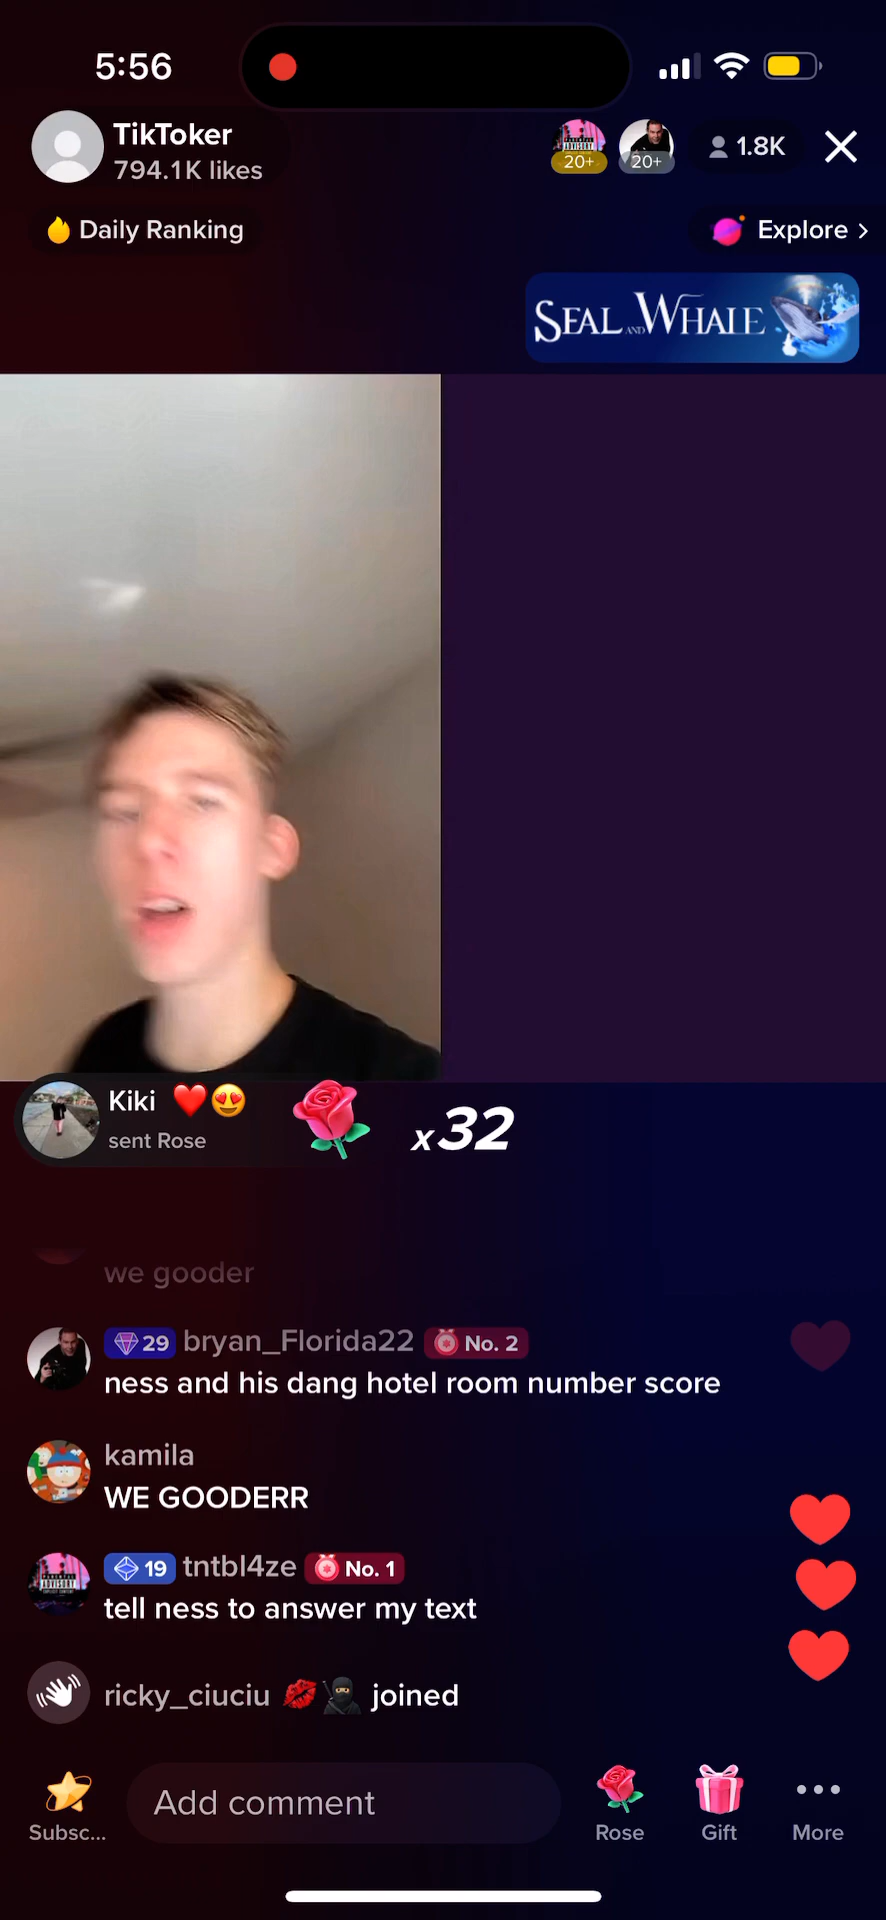 5:56
TikToker
794.1K likes
20+
20+
1.8K
Daily Ranking
Explore >
SEAL AND WHALE
Kiki ❤️😍
sent Rose
x32
we gooder
29 bryan_Florida22 No. 2
ness and his dang hotel room number score
kamila
WE GOODERR
19 tntbl4ze No. 1
tell ness to answer my text
ricky_ciuciu 💋🥷 joined
Subsc...
Add comment
Rose
Gift
More